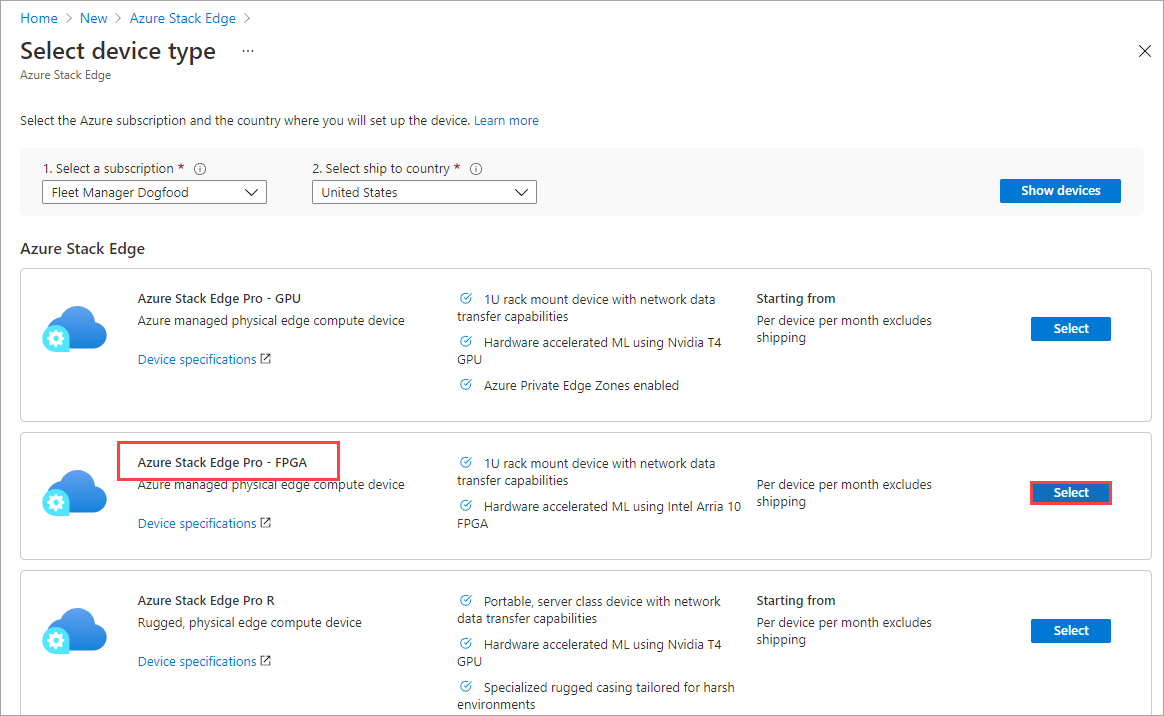 Home > New > Azure Stack Edge >
Select device type ...
Azure Stack Edge
Select the Azure subscription and the country where you will set up the device. Learn more
1. Select a subscription * 2. Select ship to country *
Fleet Manager Dogfood United States Show devices
Azure Stack Edge
Azure Stack Edge Pro - GPU
Azure managed physical edge compute device
Device specifications
1U rack mount device with network data
transfer capabilities
Hardware accelerated ML using Nvidia T4
GPU
Azure Private Edge Zones enabled
Starting from
Per device per month excludes
shipping
Select
Azure Stack Edge Pro - FPGA
Azure managed physical edge compute device
Device specifications
1U rack mount device with network data
transfer capabilities
Hardware accelerated ML using Intel Arria 10
FPGA
Per device per month excludes
shipping
Select
Azure Stack Edge Pro R
Rugged, physical edge compute device
Device specifications
Portable, server class device with network
data transfer capabilities
Hardware accelerated ML using Nvidia T4
GPU
Specialized rugged casing tailored for harsh
environments
Starting from
Per device per month excludes
shipping
Select